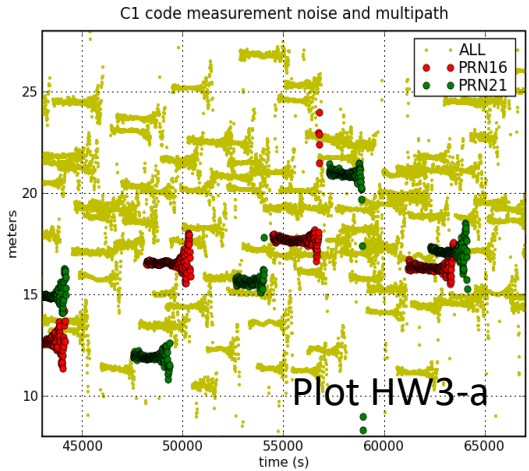 C1 code measurement noise and multipath
ALL
PRN16
PRN21
25
20
15
10
meters
Plot HW3-a
45000 50000 55000 60000 65000
time (s)